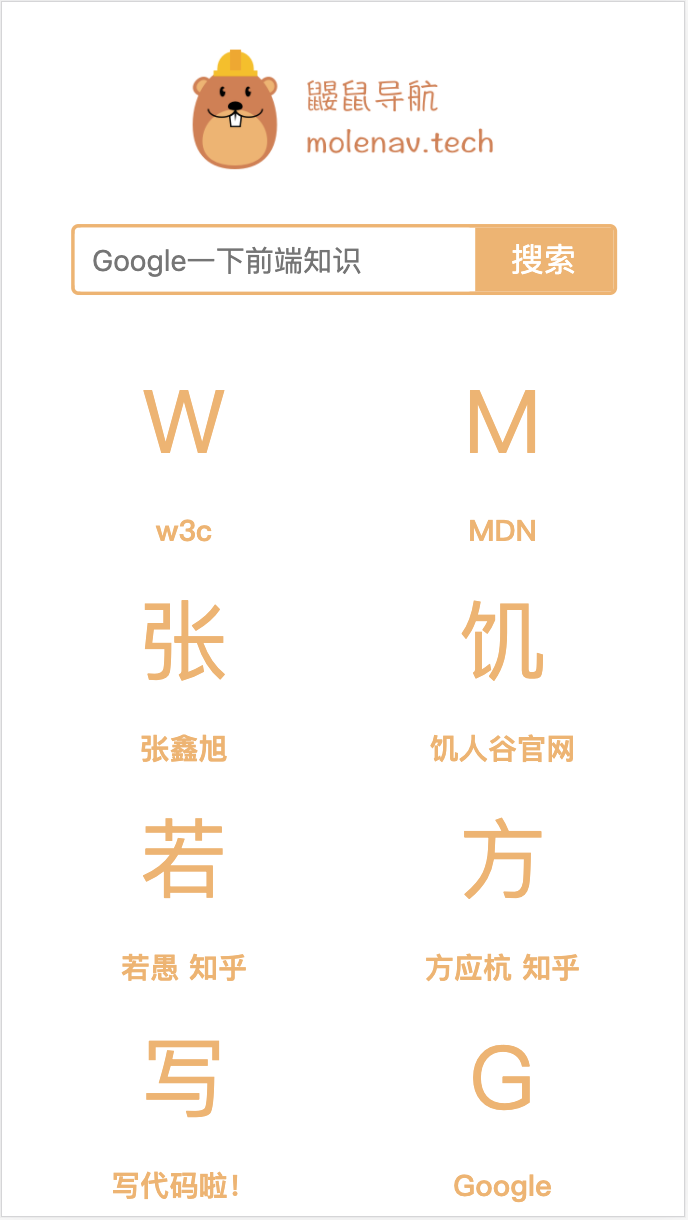 鼹鼠导航
molenav.tech
Google一下前端知识 搜索
W M
w3c MDN
张 饥
张鑫旭 饥人谷官网
若 方
若愚 知乎 方应杭 知乎
写 G
写代码啦！ Google